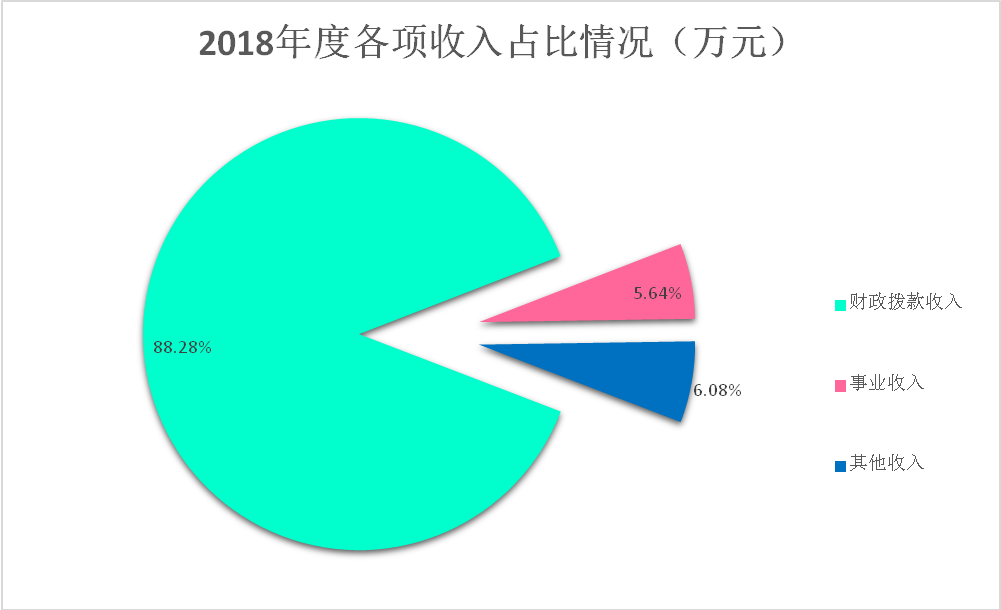 2018年度各项收入占比情况（万元）
5.64%
财政拨款收入
88.28%
事业收入
6.08%
其他收入